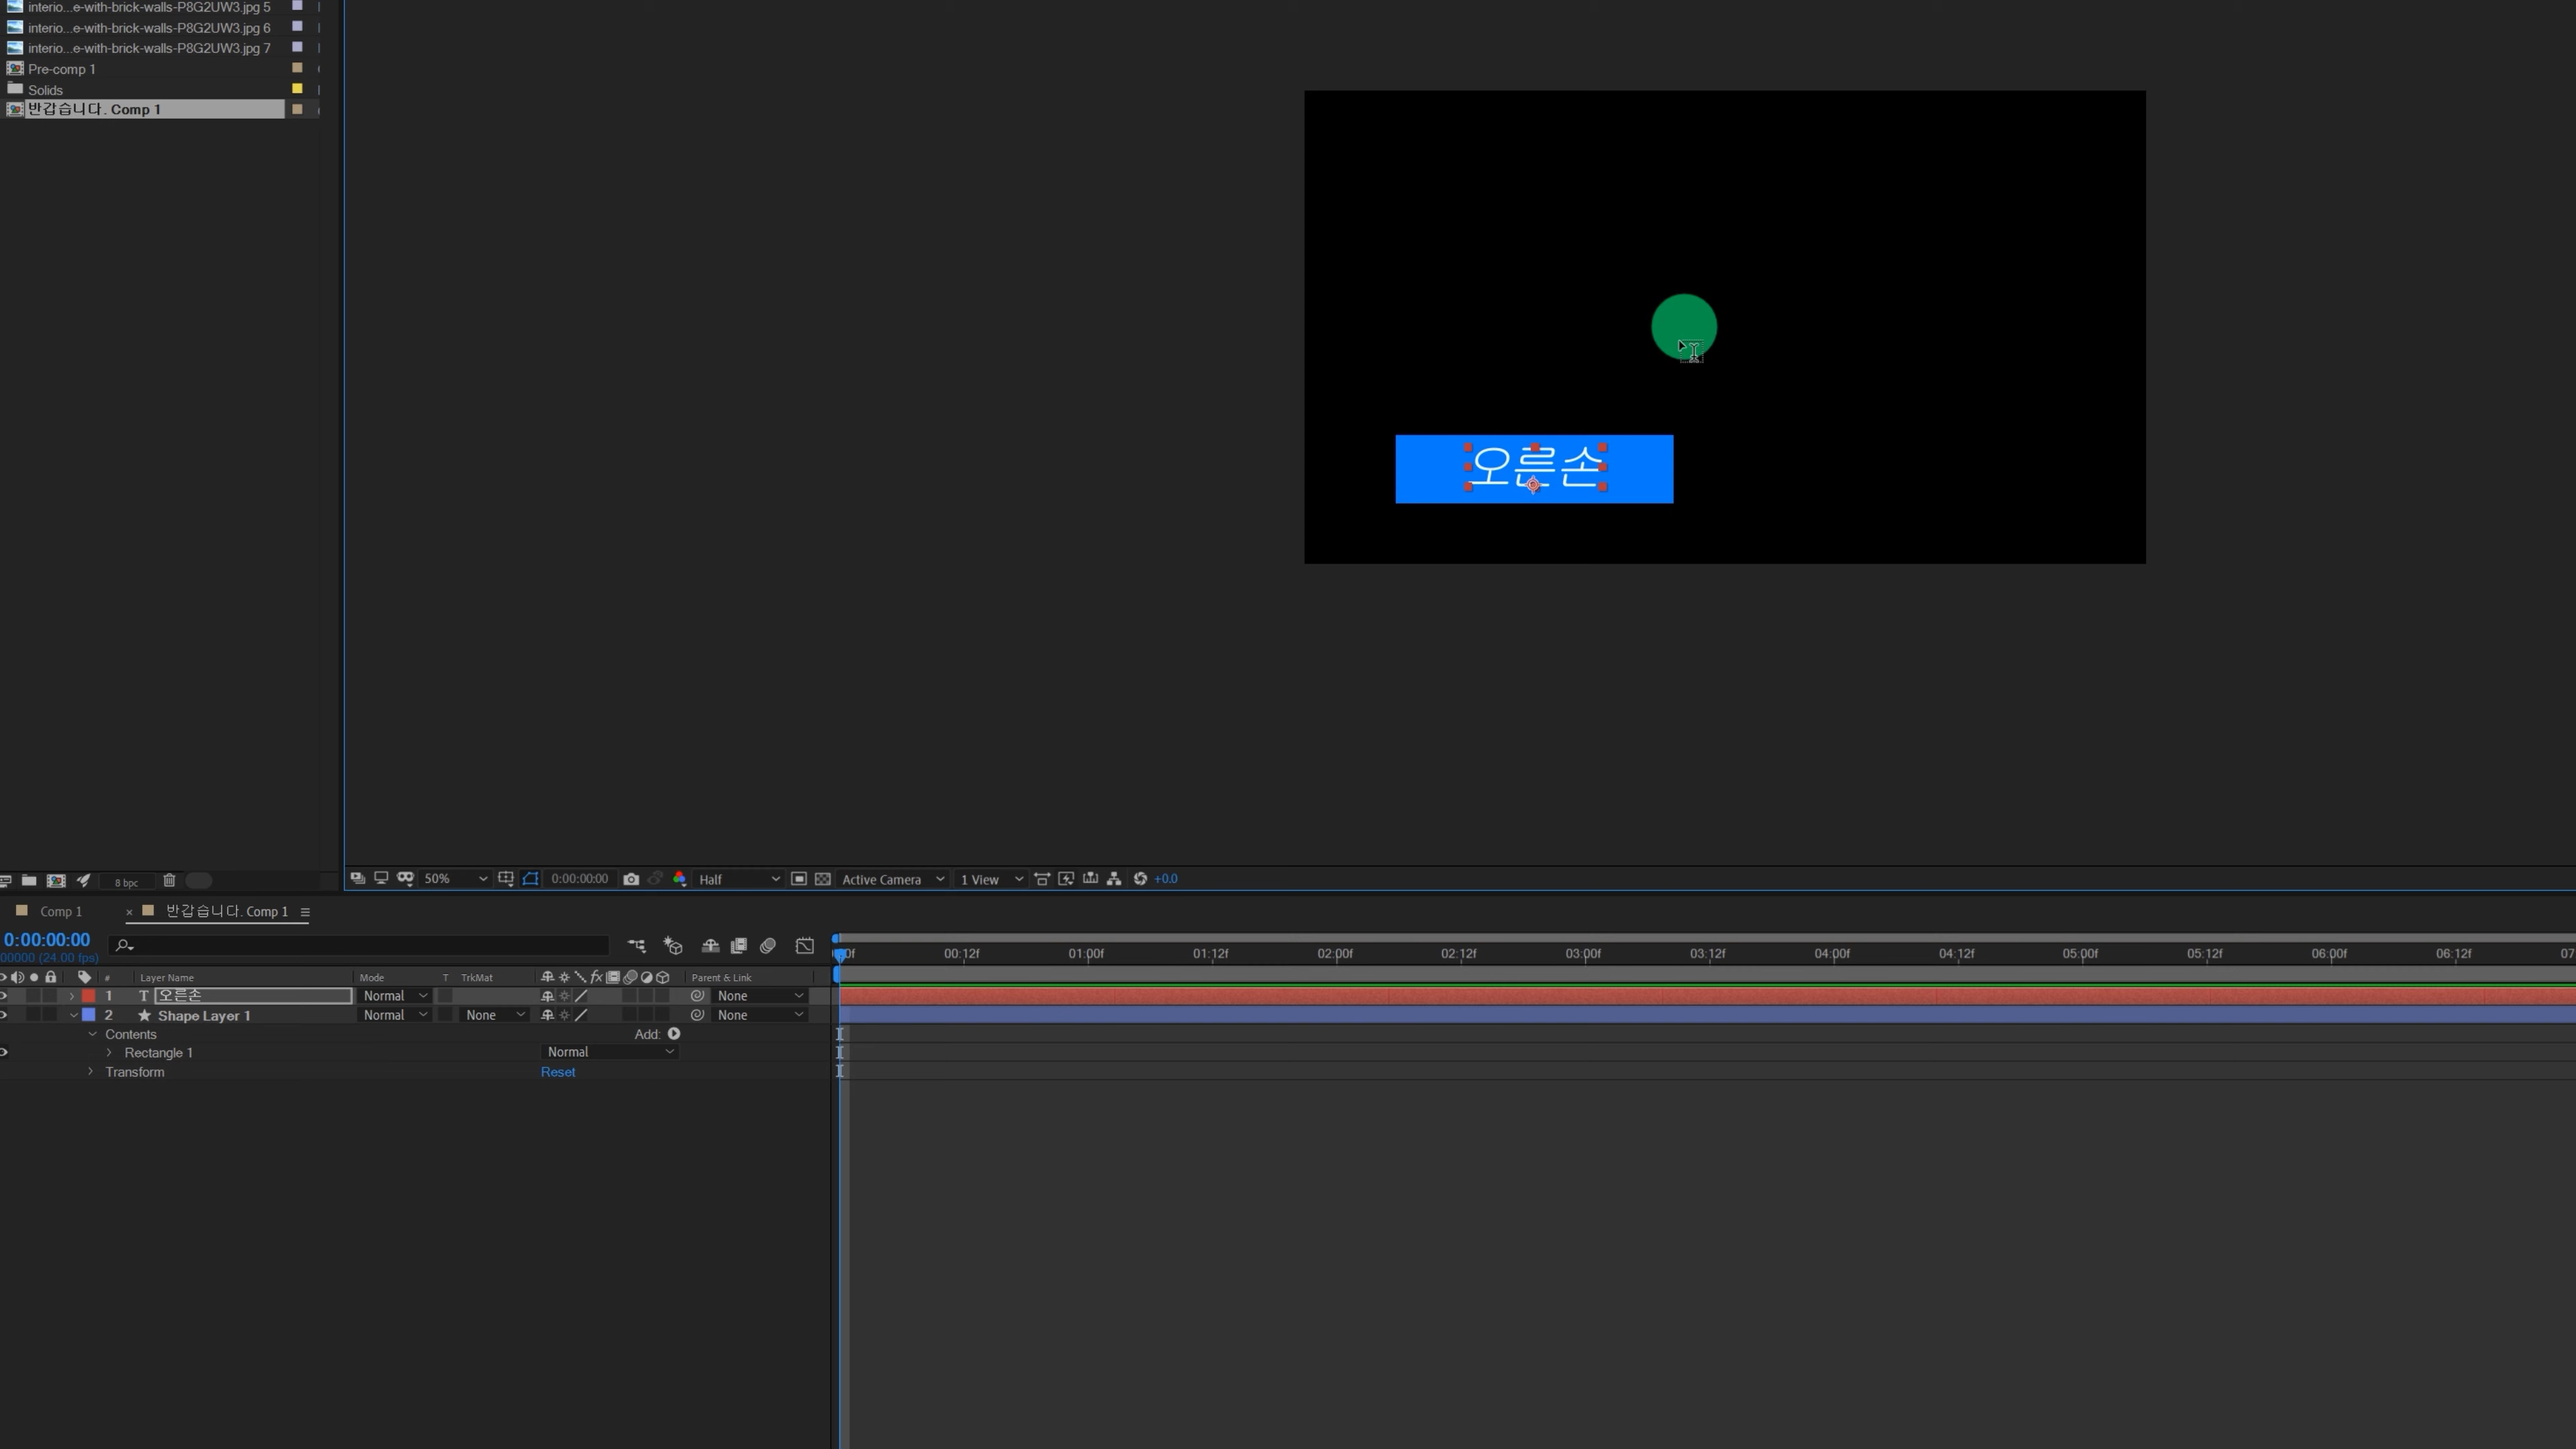 interio...e-with-brick-walls-P8G2UW3.jpg 5
interio...e-with-brick-walls-P8G2UW3.jpg 6
interio...e-with-brick-walls-P8G2UW3.jpg 7
Pre-comp 1
Solids
반갑습니다. Comp 1
오른손
8 bpc
50%
0:00:00:00
Half
Active Camera
1 View
+0.0
Comp 1
× 반갑습니다. Comp 1
0:00:00:00
00000 (24.00 fps)
0f 00:12f 01:00f 01:12f 02:00f 02:12f 03:00f 03:12f 04:00f 04:12f 05:00f 05:12f 06:00f 06:12f 07
# Layer Name Mode T TrkMat fx Parent & Link
1 T 오른손 Normal None
2 Shape Layer 1 Normal None None
Contents Add:
Rectangle 1 Normal
Transform Reset